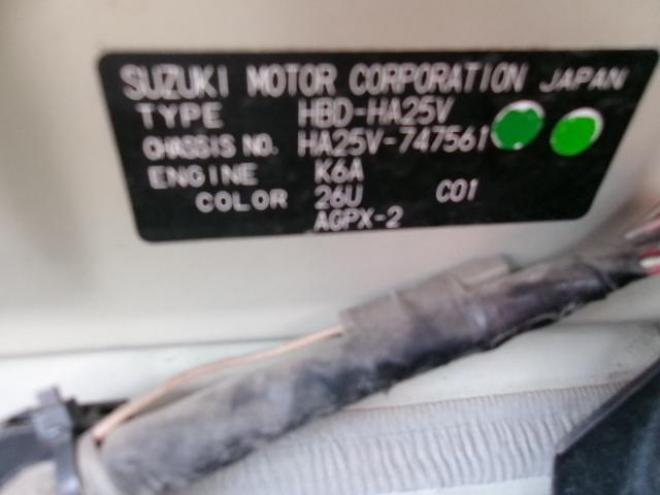 SUZUKI MOTOR CORPORATION JAPAN
TYPE HBD-HA25V
CHASSIS NO. HA25V-747561
ENGINE K6A
COLOR 26U C01
AGPX-2